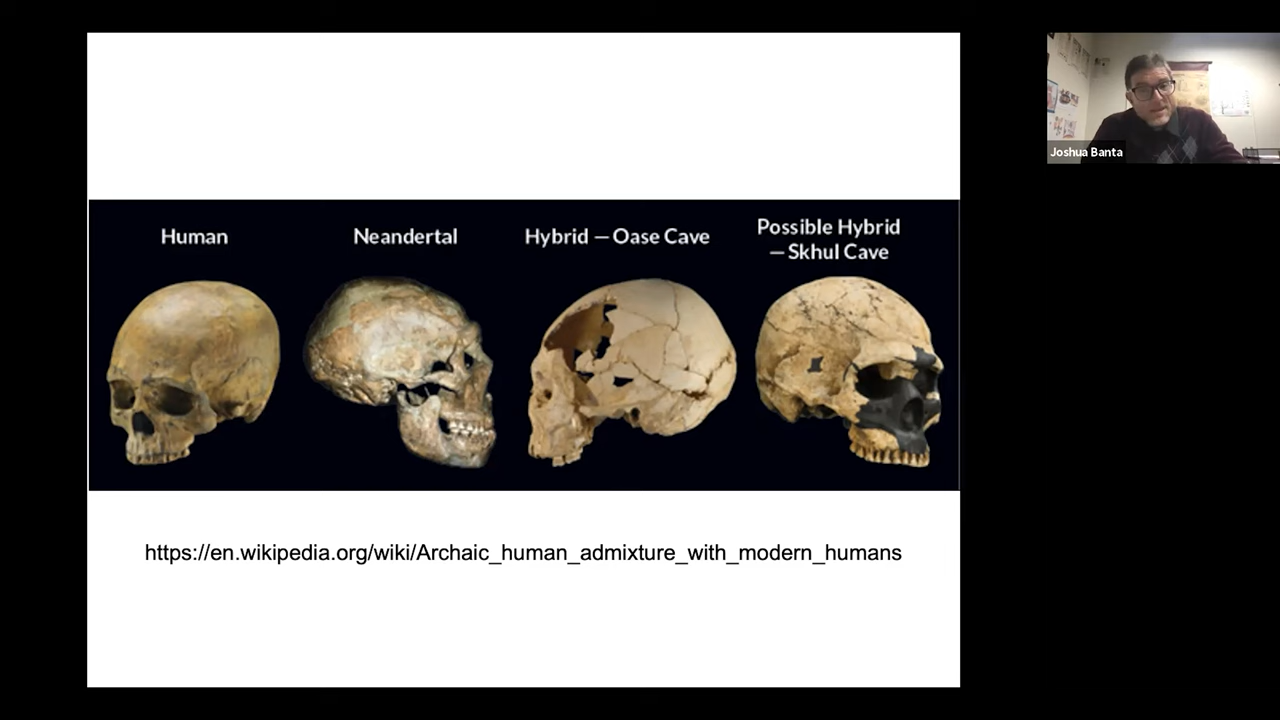 Human
Neandertal
Hybrid — Oase Cave
Possible Hybrid
— Skhul Cave
https://en.wikipedia.org/wiki/Archaic_human_admixture_with_modern_humans
Joshua Banta